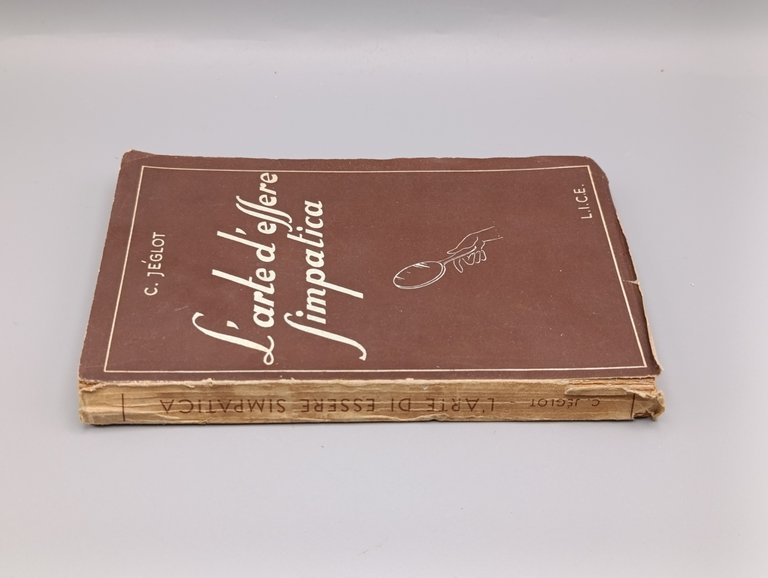 C. JÉGLOT
L'arte d'essere
simpatica
L.I.C.E.
C. JÉGLOT L'ARTE DI ESSERE SIMPATICA